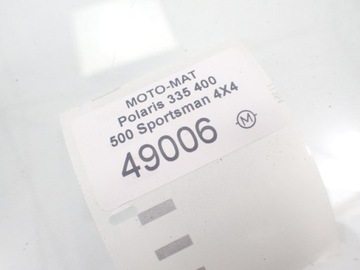 MOTO-MAT
Polaris 335 400
500 Sportsman 4X4
49006 M